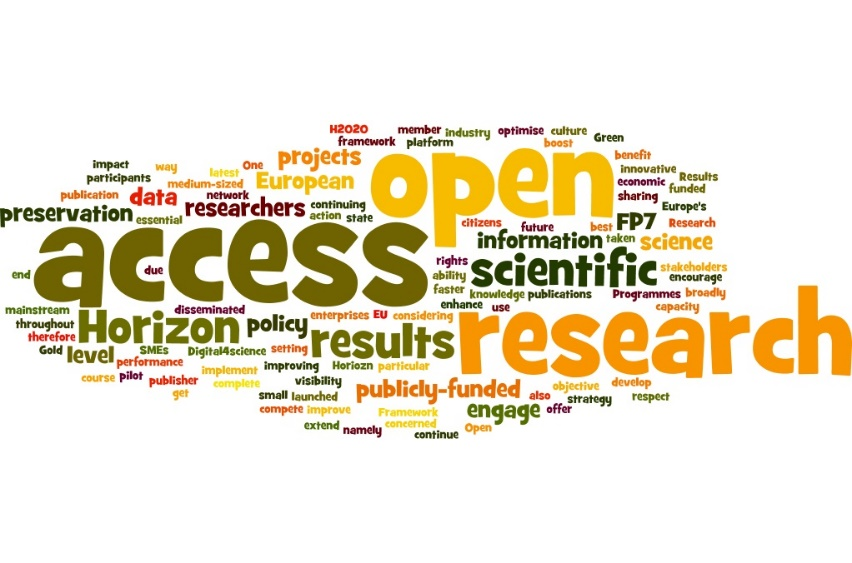 H2020 member industry optimise culture
framework platform boost Green
impact way latest One projects open benefit
participants medium-sized European innovative Results
publication data network economic funded
preservation essential researchers continuing sharing Europe's
action state citizens future best FP7 Research
access information taken science
end due rights scientific stakeholders
ability encourage
faster knowledge publications Programmes broadly
mainstream disseminated enhance use capacity
throughout Horizon policy enterprises EU considering research
therefore results
Gold level SMEs Digital4science setting
performance improving Horiozn particular
course pilot publisher implement visibility publicly-funded objective develop
get complete small launched also strategy respect
compete improve Framework engage offer
extend namely concerned Open
continue